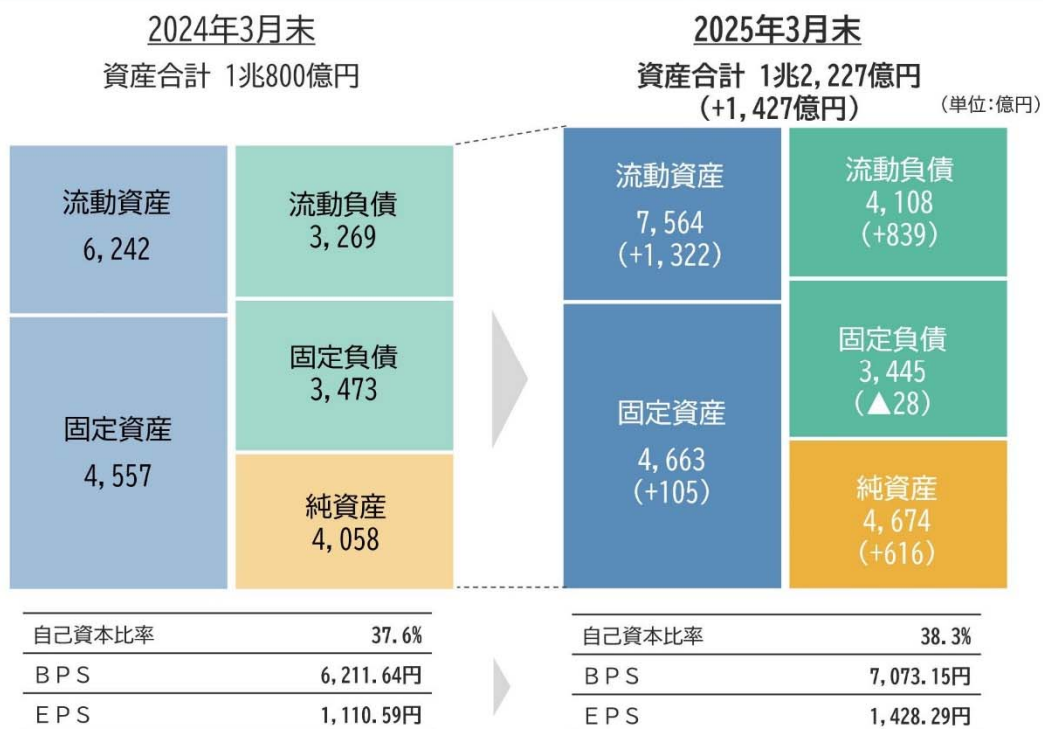 2024年3月末
資産合計 1兆800億円
流動資産
6,242
固定資産
4,557
流動負債
3,269
固定負債
3,473
純資産
4,058
自己資本比率 37.6%
BPS 6,211.64円
EPS 1,110.59円
2025年3月末
資産合計 1兆2,227億円
(+1,427億円)
(単位:億円)
流動資産
7,564
(+1,322)
固定資産
4,663
(+105)
流動負債
4,108
(+839)
固定負債
3,445
(▲28)
純資産
4,674
(+616)
自己資本比率 38.3%
BPS 7,073.15円
EPS 1,428.29円